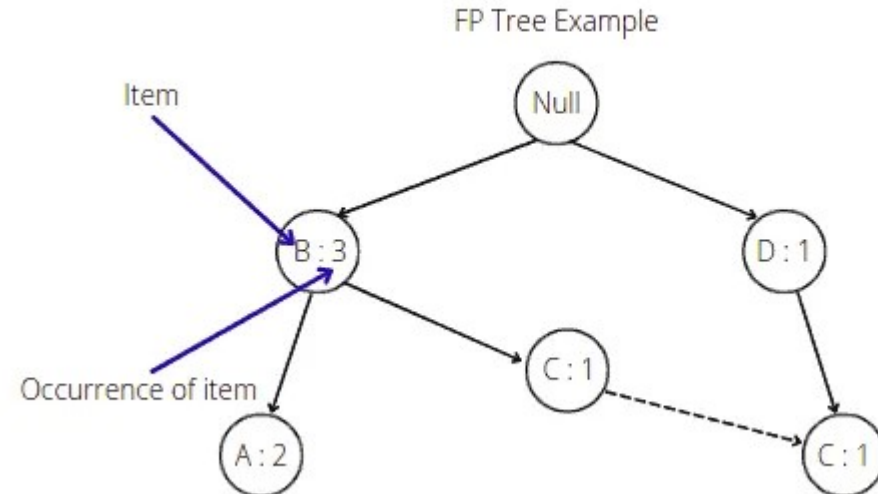 FP Tree Example
Item
Null
B : 3
D : 1
C : 1
Occurrence of item
A : 2
C : 1